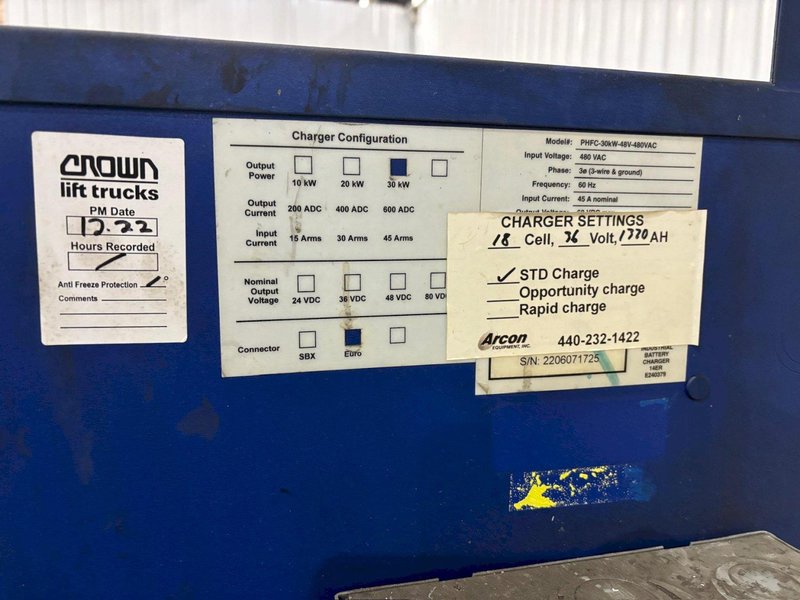 CROWN
lift trucks
PM Date
12.22
Hours Recorded
Anti Freeze Protection
Comments
Charger Configuration
Output Power
10 kW 20 kW 30 kW
Output Current 200 ADC 400 ADC 600 ADC
Input Current 15 Arms 30 Arms 45 Arms
Nominal Output Voltage 24 VDC 36 VDC 48 VDC 80 VDC
Connector
SBX Euro
Model#: PHFC-30kW-48V-480VAC
Input Voltage: 480 VAC
Phase: 3ø (3-wire & ground)
Frequency: 60 Hz
Input Current: 45 A nominal
CHARGER SETTINGS
18 Cell, 36 Volt, 1770 AH
✓ STD Charge
Opportunity charge
Rapid charge
Arcon
EQUIPMENT, INC.
440-232-1422
S/N: 2206071725
INDUSTRIAL
BATTERY
CHARGER
14ER
E240379